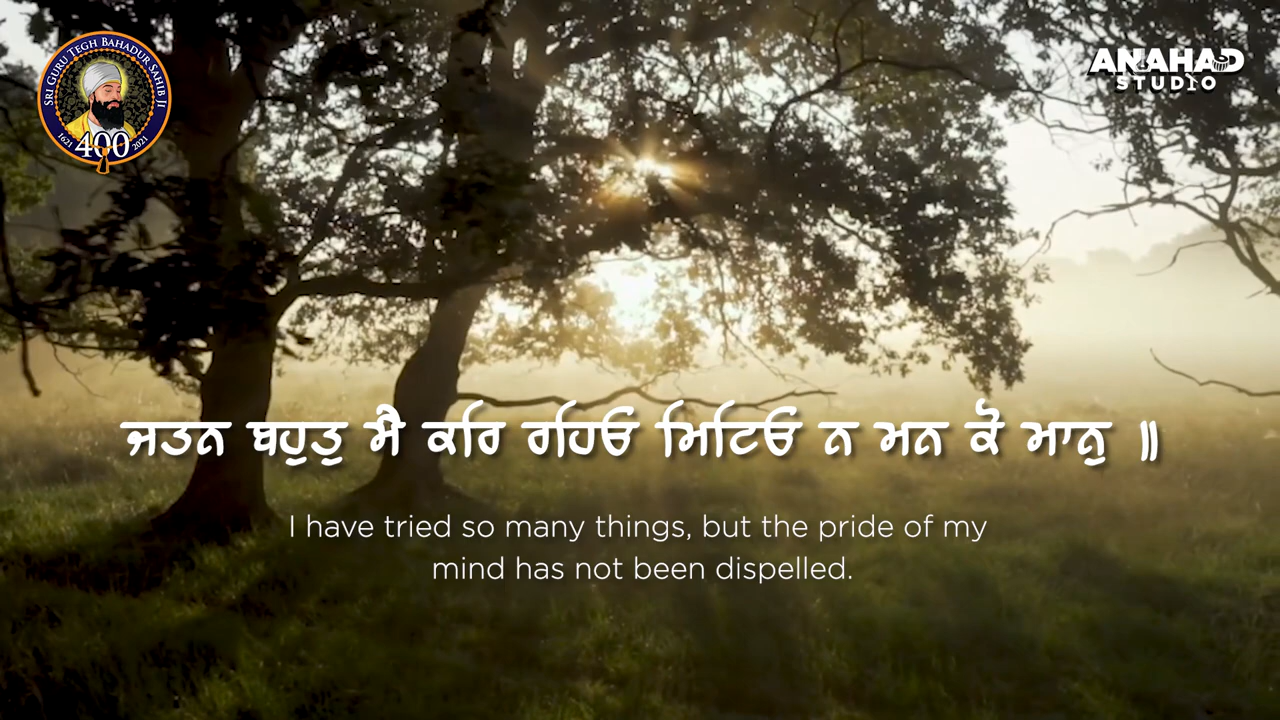 SRI GURU TEGH BAHADUR SAHIB JI
1621 400 2021
ANAHAD
STUDIO
ਜਤਨ ਬਹੁਤੁ ਮੈ ਕਰਿ ਰਹਿਓ ਮਿਟਿਓ ਨ ਮਨ ਕੋ ਮਾਨੁ ॥
I have tried so many things, but the pride of my
mind has not been dispelled.